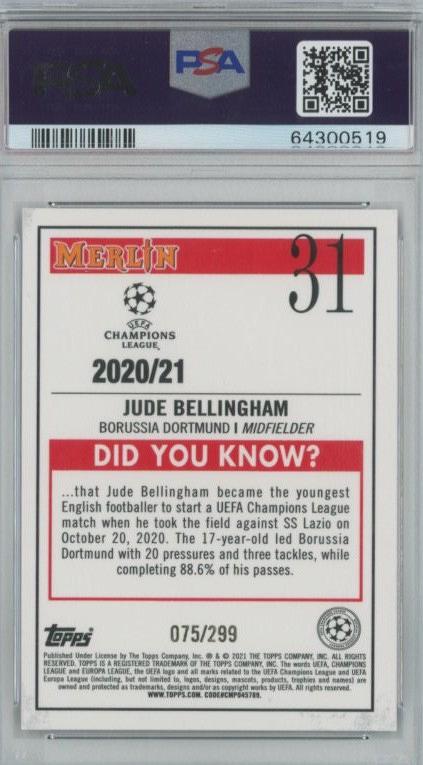 PSA
PSA
64300519
MERLIN
31
UEFA
CHAMPIONS
LEAGUE
2020/21
JUDE BELLINGHAM
BORUSSIA DORTMUND I MIDFIELDER
DID YOU KNOW?
...that Jude Bellingham became the youngest
English footballer to start a UEFA Champions League
match when he took the field against SS Lazio on
October 20, 2020. The 17-year-old led Borussia
Dortmund with 20 pressures and three tackles, while
completing 88.6% of his passes.
Topps
075/299
Published Under License by The Topps Company, Inc. ® & © 2021 THE TOPPS COMPANY, INC. ALL RIGHTS
RESERVED. TOPPS IS A REGISTERED TRADEMARK OF THE TOPPS COMPANY, INC. The words UEFA, CHAMPIONS
LEAGUE and EUROPA LEAGUE, the UEFA logo and all marks related to the UEFA Champions League and UEFA
Europa League (including, but not limited to, logos, designs, mascots, products, trophies and names) are
owned and protected as trademarks, designs and/or as copyright works by UEFA. All rights reserved.
WWW.TOPPS.COM. CODE#CMP045789.